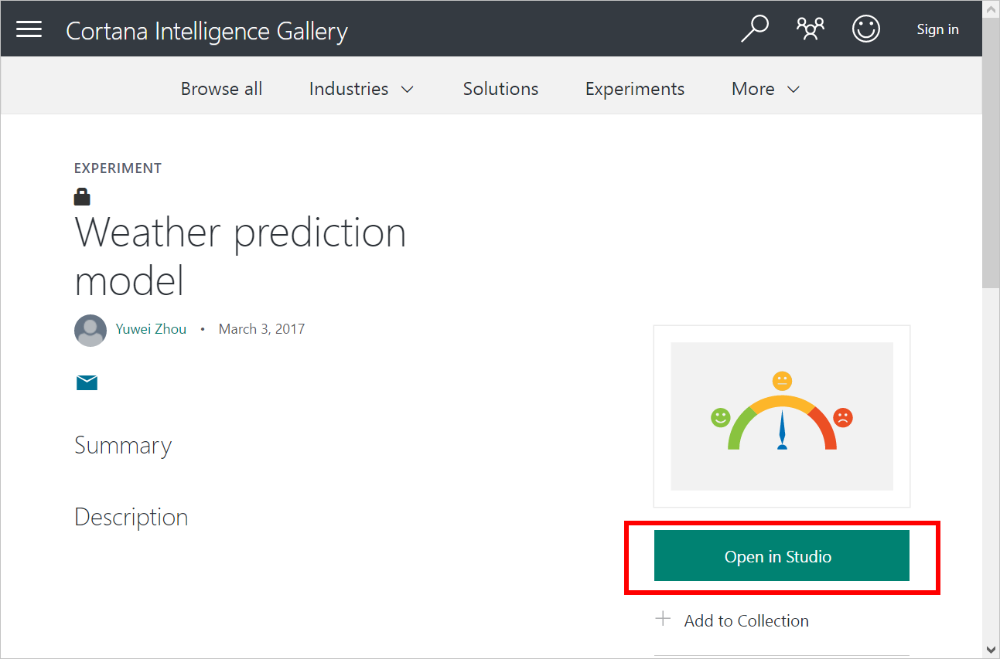 Cortana Intelligence Gallery
Sign in
Browse all
Industries
Solutions
Experiments
More
EXPERIMENT
Weather prediction
model
Yuwei Zhou • March 3, 2017
Summary
Description
Open in Studio
Add to Collection